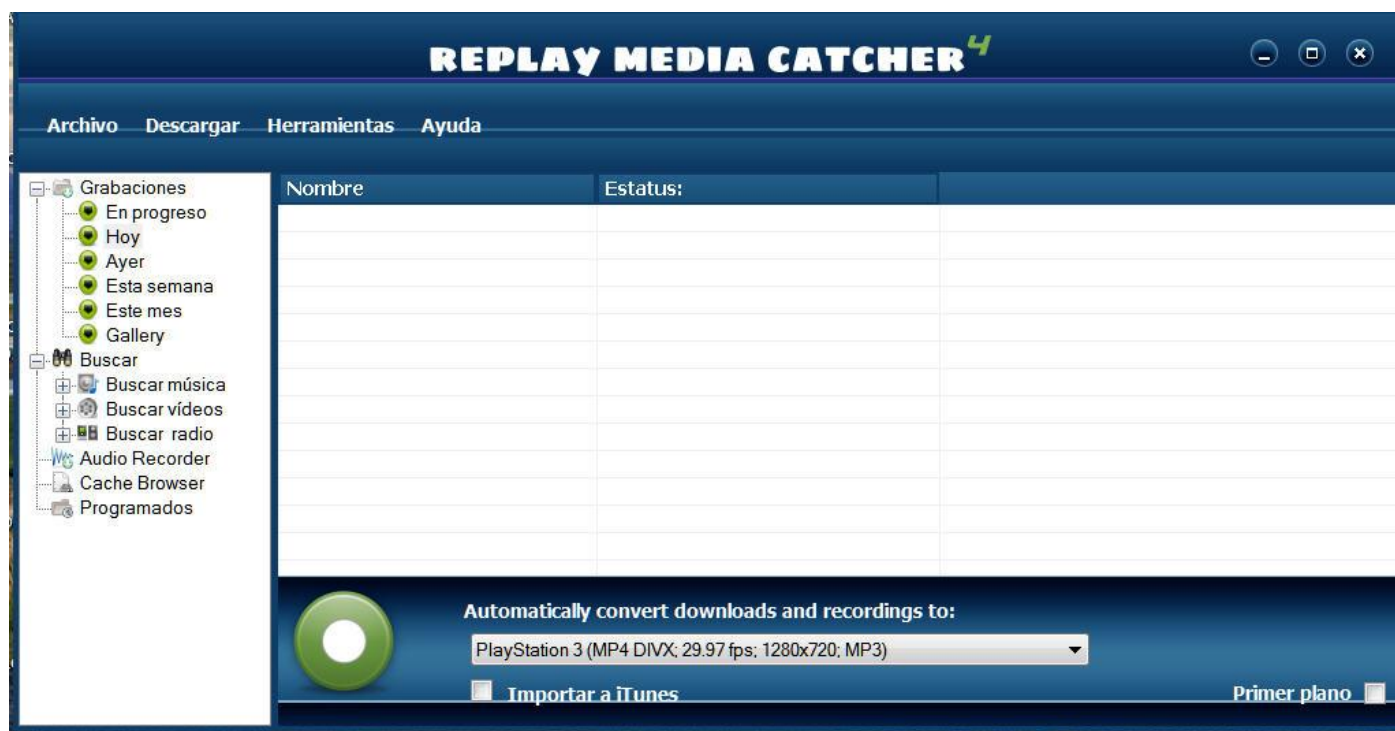 REPLAY MEDIA CATCHER 4
Archivo Descargar Herramientas Ayuda
Grabaciones
En progreso
Hoy
Ayer
Esta semana
Este mes
Gallery
Buscar
Buscar música
Buscar vídeos
Buscar radio
Audio Recorder
Cache Browser
Programados
Nombre Estatus:
Automatically convert downloads and recordings to:
PlayStation 3 (MP4 DIVX; 29.97 fps; 1280x720; MP3)
Importar a iTunes Primer plano